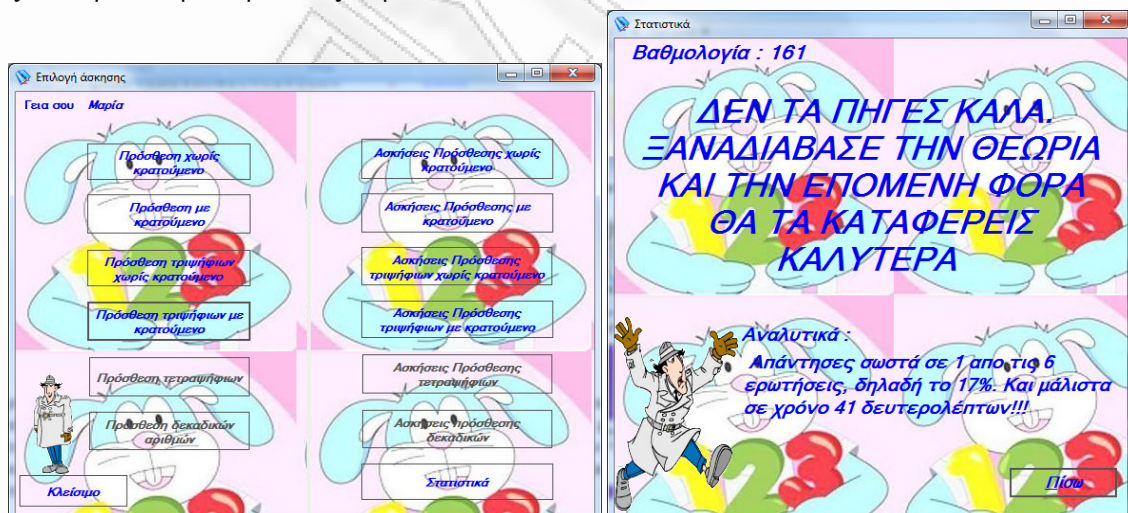 Επιλογή άσκησης
Γεια σου Μαρία
Πρόσθεση χωρίς
κρατούμενο
Πρόσθεση με
κρατούμενο
Πρόσθεση τριψήφιων
χωρίς κρατούμενο
Πρόσθεση τριψήφιων με
κρατούμενο
Πρόσθεση τετραψήφιων
Πρόσθεση δεκαδικών
αριθμών
Κλείσιμο
Ασκήσεις Πρόσθεσης χωρίς
κρατούμενο
Ασκήσεις Πρόσθεσης με
κρατούμενο
Ασκήσεις Πρόσθεσης
τριψήφιων χωρίς κρατούμενο
Ασκήσεις Πρόσθεσης
τριψήφιων με κρατούμενο
Ασκήσεις Πρόσθεσης
τετραψήφιων
Ασκήσεις πρόσθεσης
δεκαδικών
Στατιστικά
Στατιστικά
Βαθμολογία : 161
ΔΕΝ ΤΑ ΠΗΓΕΣ ΚΑΛΑ.
ΞΑΝΑΔΙΑΒΑΣΕ ΤΗΝ ΘΕΩΡΙΑ
ΚΑΙ ΤΗΝ ΕΠΟΜΕΝΗ ΦΟΡΑ
ΘΑ ΤΑ ΚΑΤΑΦΕΡΕΙΣ
ΚΑΛΥΤΕΡΑ
Αναλυτικά :
Απάντησες σωστά σε 1 απο τις 6
ερωτήσεις, δηλαδή το 17%. Και μάλιστα
σε χρόνο 41 δευτερολέπτων!!!
Πίσω